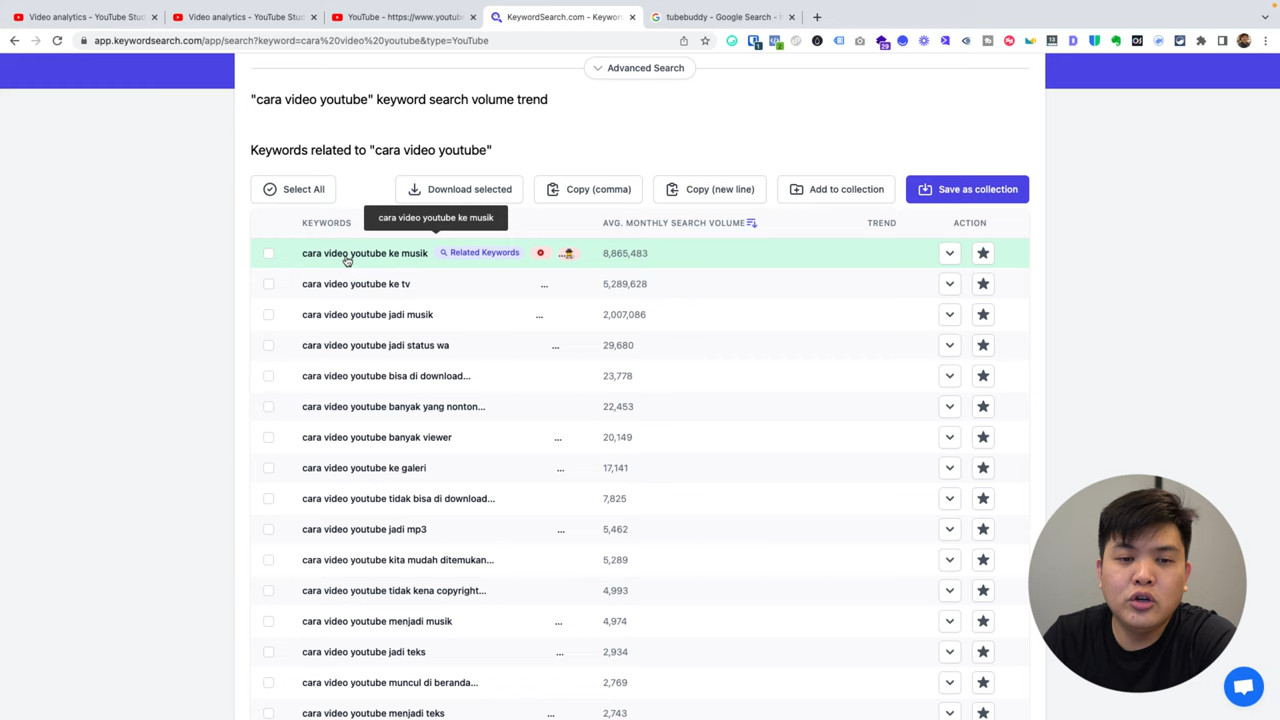 Video analytics - YouTube Stud
Video analytics - YouTube Stud
YouTube - https://www.youtub
KeywordSearch.com - Keywor
tubebuddy - Google Search -
app.keywordsearch.com/app/search?keyword=cara%20video%20youtube&type=YouTube
Advanced Search
"cara video youtube" keyword search volume trend
Keywords related to "cara video youtube"
Select All
Download selected
Copy (comma)
Copy (new line)
Add to collection
Save as collection
cara video youtube ke musik
KEYWORDS AVG. MONTHLY SEARCH VOLUME TREND ACTION
cara video youtube ke musik Related Keywords ... 8,865,483
cara video youtube ke tv ... 5,289,628
cara video youtube jadi musik ... 2,007,086
cara video youtube jadi status wa ... 29,680
cara video youtube bisa di download... 23,778
cara video youtube banyak yang nonton... 22,453
cara video youtube banyak viewer ... 20,149
cara video youtube ke galeri ... 17,141
cara video youtube tidak bisa di download... 7,825
cara video youtube jadi mp3 ... 5,462
cara video youtube kita mudah ditemukan... 5,289
cara video youtube tidak kena copyright... 4,993
cara video youtube menjadi musik ... 4,974
cara video youtube jadi teks ... 2,934
cara video youtube muncul di beranda... 2,769
cara video youtube menjadi teks ... 2,743